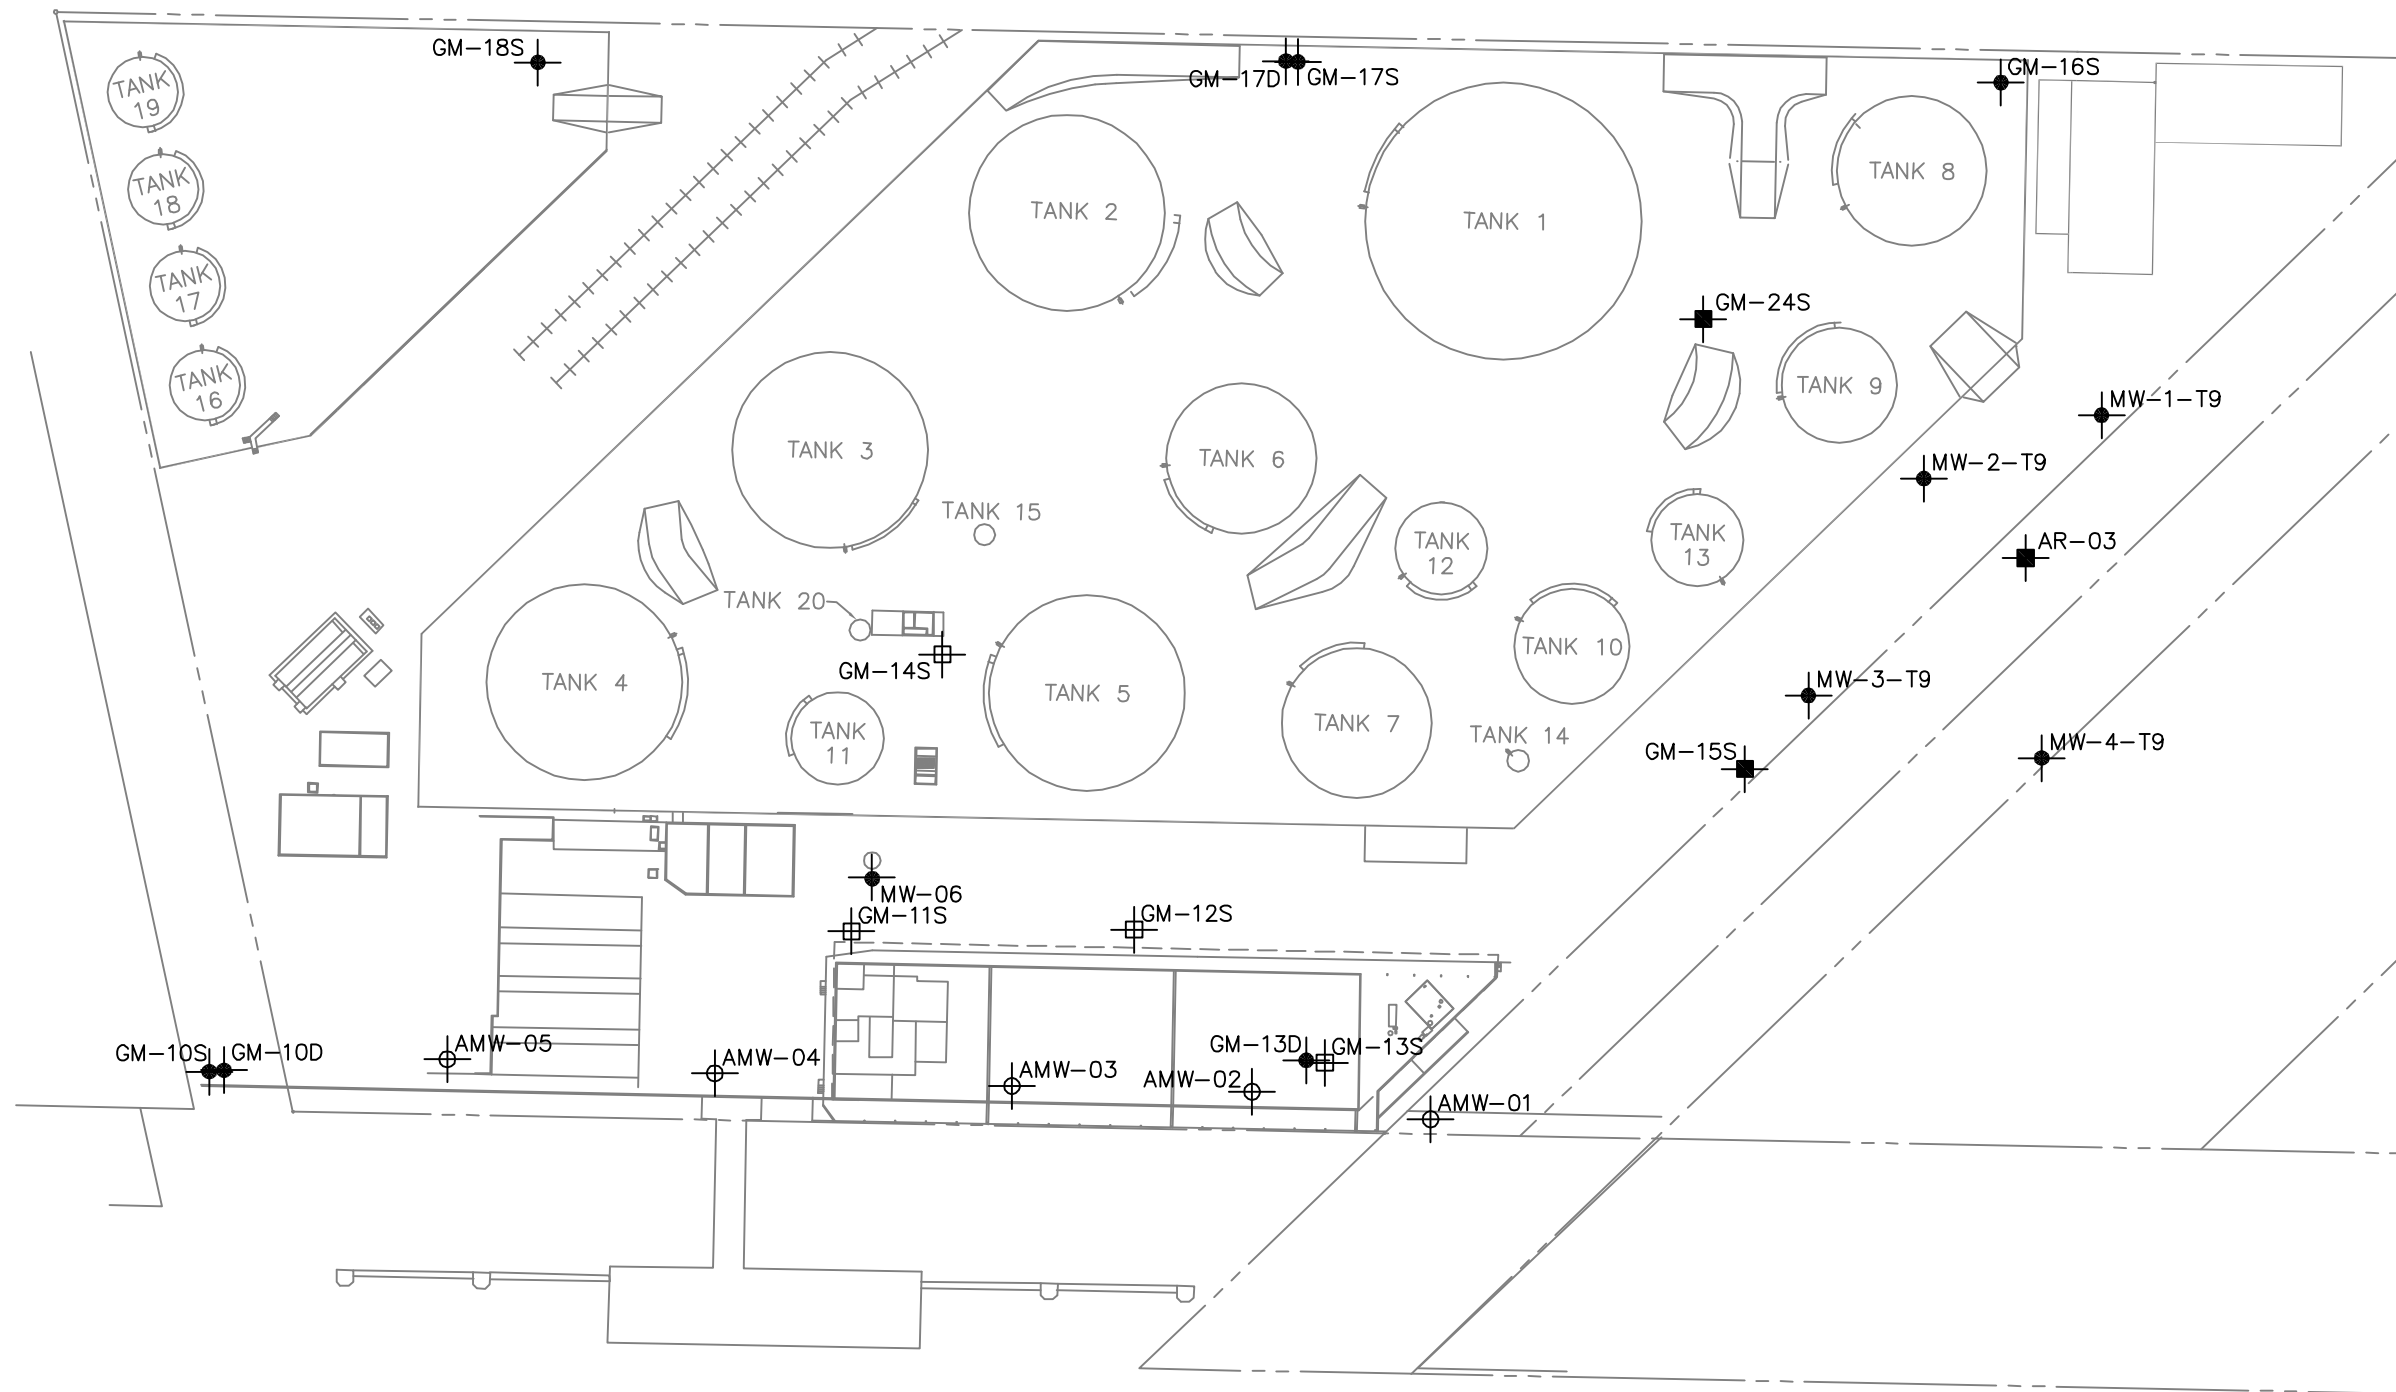 GM-18S
GM-17D
GM-17S
GM-16S
TANK
19
TANK
18
TANK
17
TANK
16
TANK 2
TANK 1
TANK 8
GM-24S
TANK 9
MW-1-T9
TANK 3
TANK 6
MW-2-T9
TANK 15
TANK
12
TANK
13
AR-03
TANK 20
GM-14S
TANK 10
TANK 4
TANK 5
MW-3-T9
TANK
11
TANK 7
TANK 14
GM-15S
MW-4-T9
MW-06
GM-11S
GM-12S
GM-10S
GM-10D
AMW-05
AMW-04
AMW-03
AMW-02
GM-13D
GM-13S
AMW-01